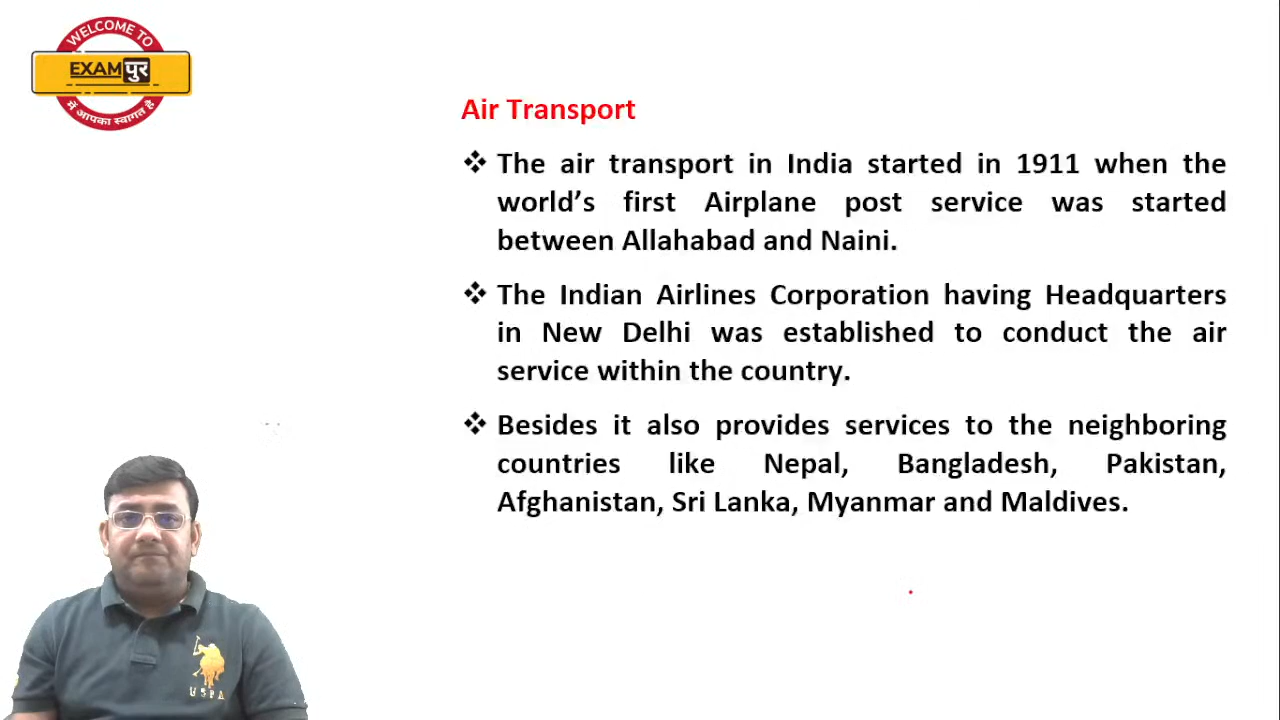 WELCOME TO
EXAMपुर
में आपका स्वागत है
Air Transport
❖ The air transport in India started in 1911 when the
world’s first Airplane post service was started
between Allahabad and Naini.
❖ The Indian Airlines Corporation having Headquarters
in New Delhi was established to conduct the air
service within the country.
❖ Besides it also provides services to the neighboring
countries like Nepal, Bangladesh, Pakistan,
Afghanistan, Sri Lanka, Myanmar and Maldives.
USPA